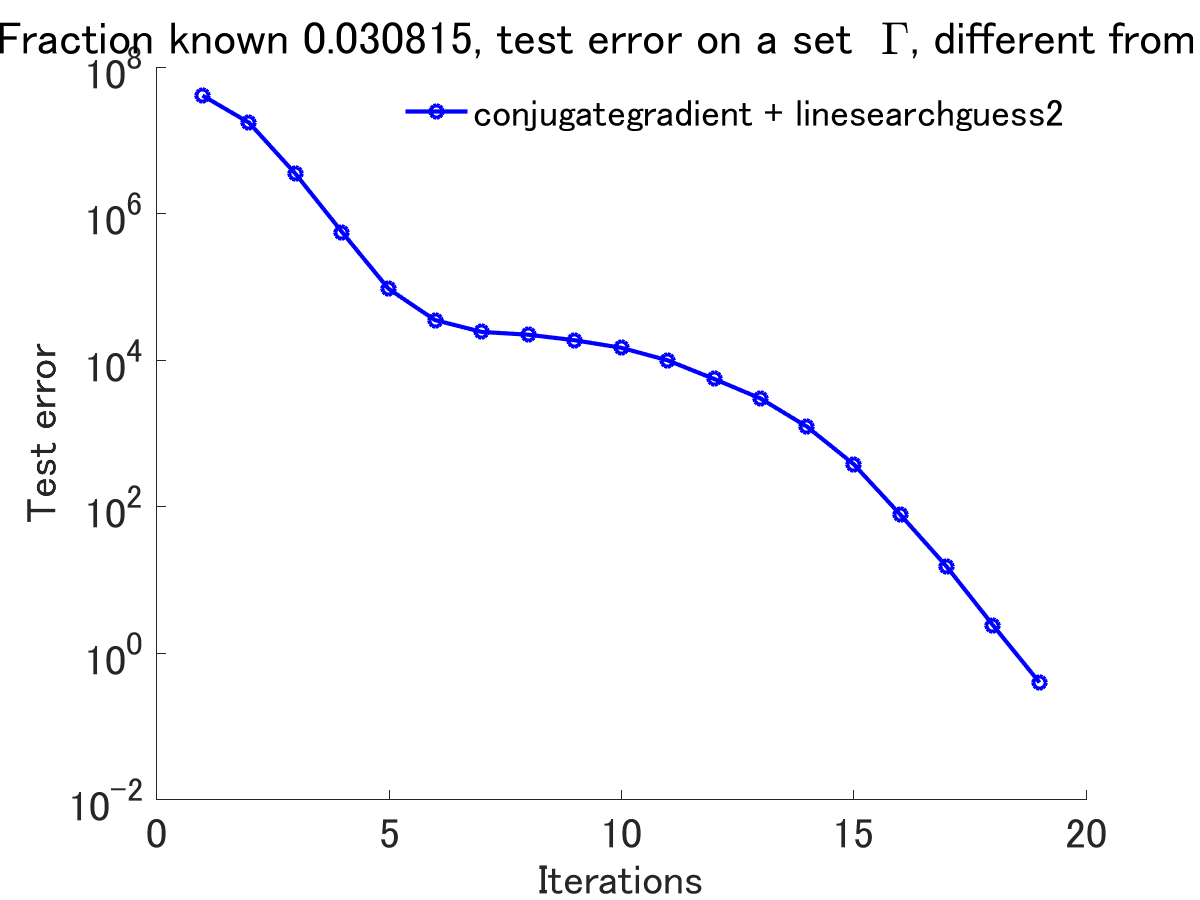 Fraction known 0.030815, test error on a set Γ, different from
conjugategradient + linesearchguess2
10^8
10^6
10^4
10^2
10^0
10^-2
Test error
0 5 10 15 20
Iterations